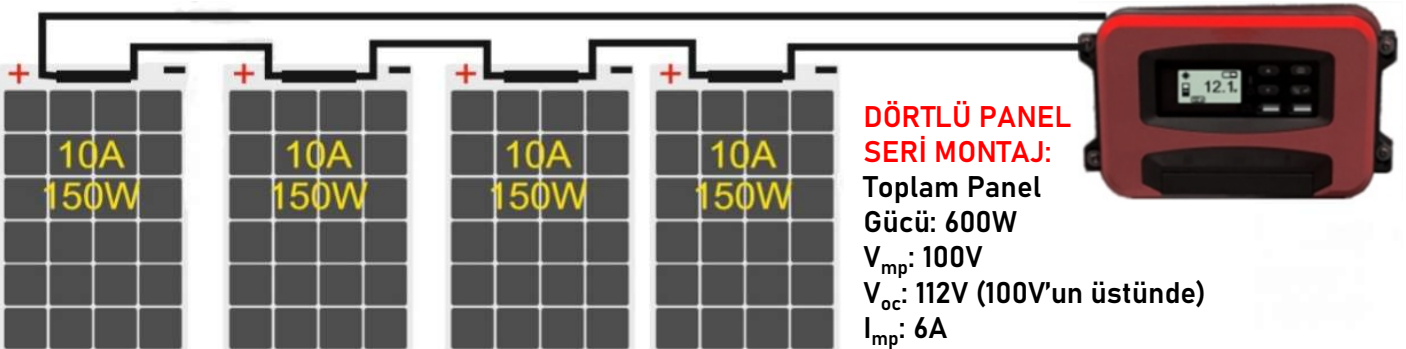 + - + - + - + -
10A 10A 10A 10A
150W 150W 150W 150W
12.1
DÖRTLÜ PANEL
SERİ MONTAJ:
Toplam Panel
Gücü: 600W
Vmp: 100V
Voc: 112V (100V’un üstünde)
Imp: 6A